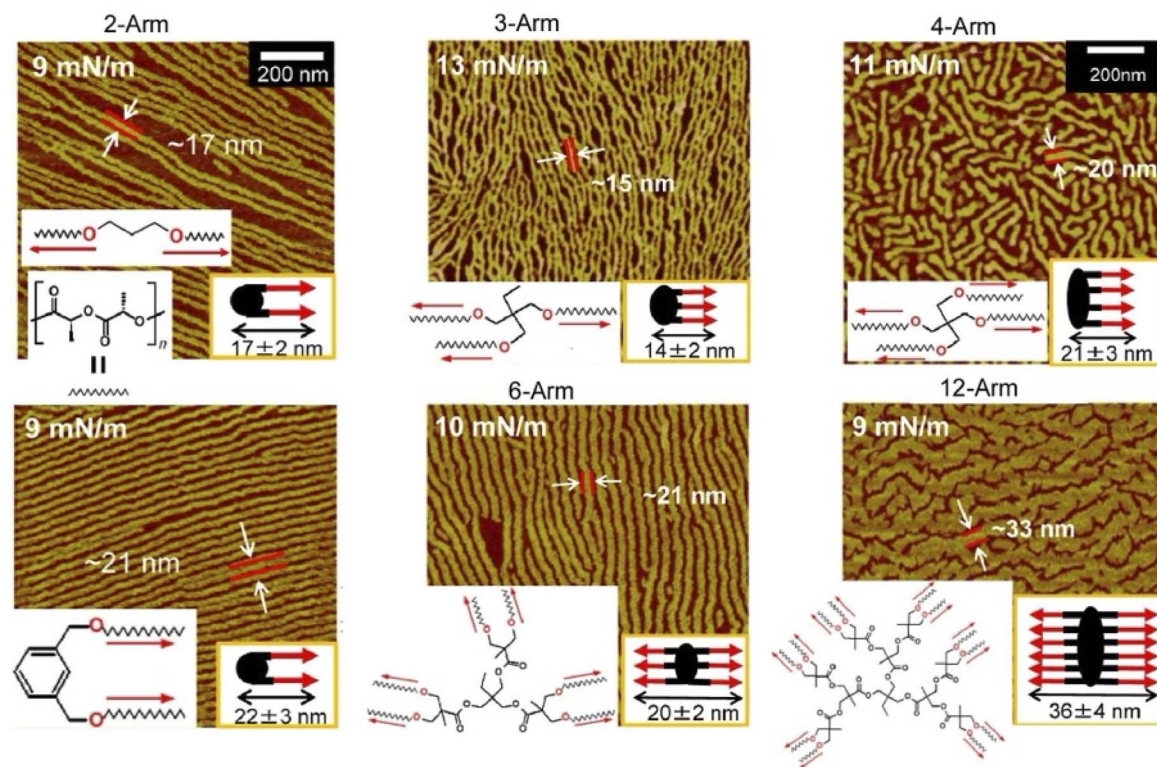 2-Arm
9 mN/m
200 nm
~17 nm
O O
O O O O n
17±2 nm
3-Arm
13 mN/m
~15 nm
O O O
14±2 nm
4-Arm
11 mN/m
200nm
~20 nm
O O O O
21±3 nm
9 mN/m
~21 nm
O
O
22±3 nm
6-Arm
10 mN/m
~21 nm
20±2 nm
12-Arm
9 mN/m
~33 nm
36±4 nm